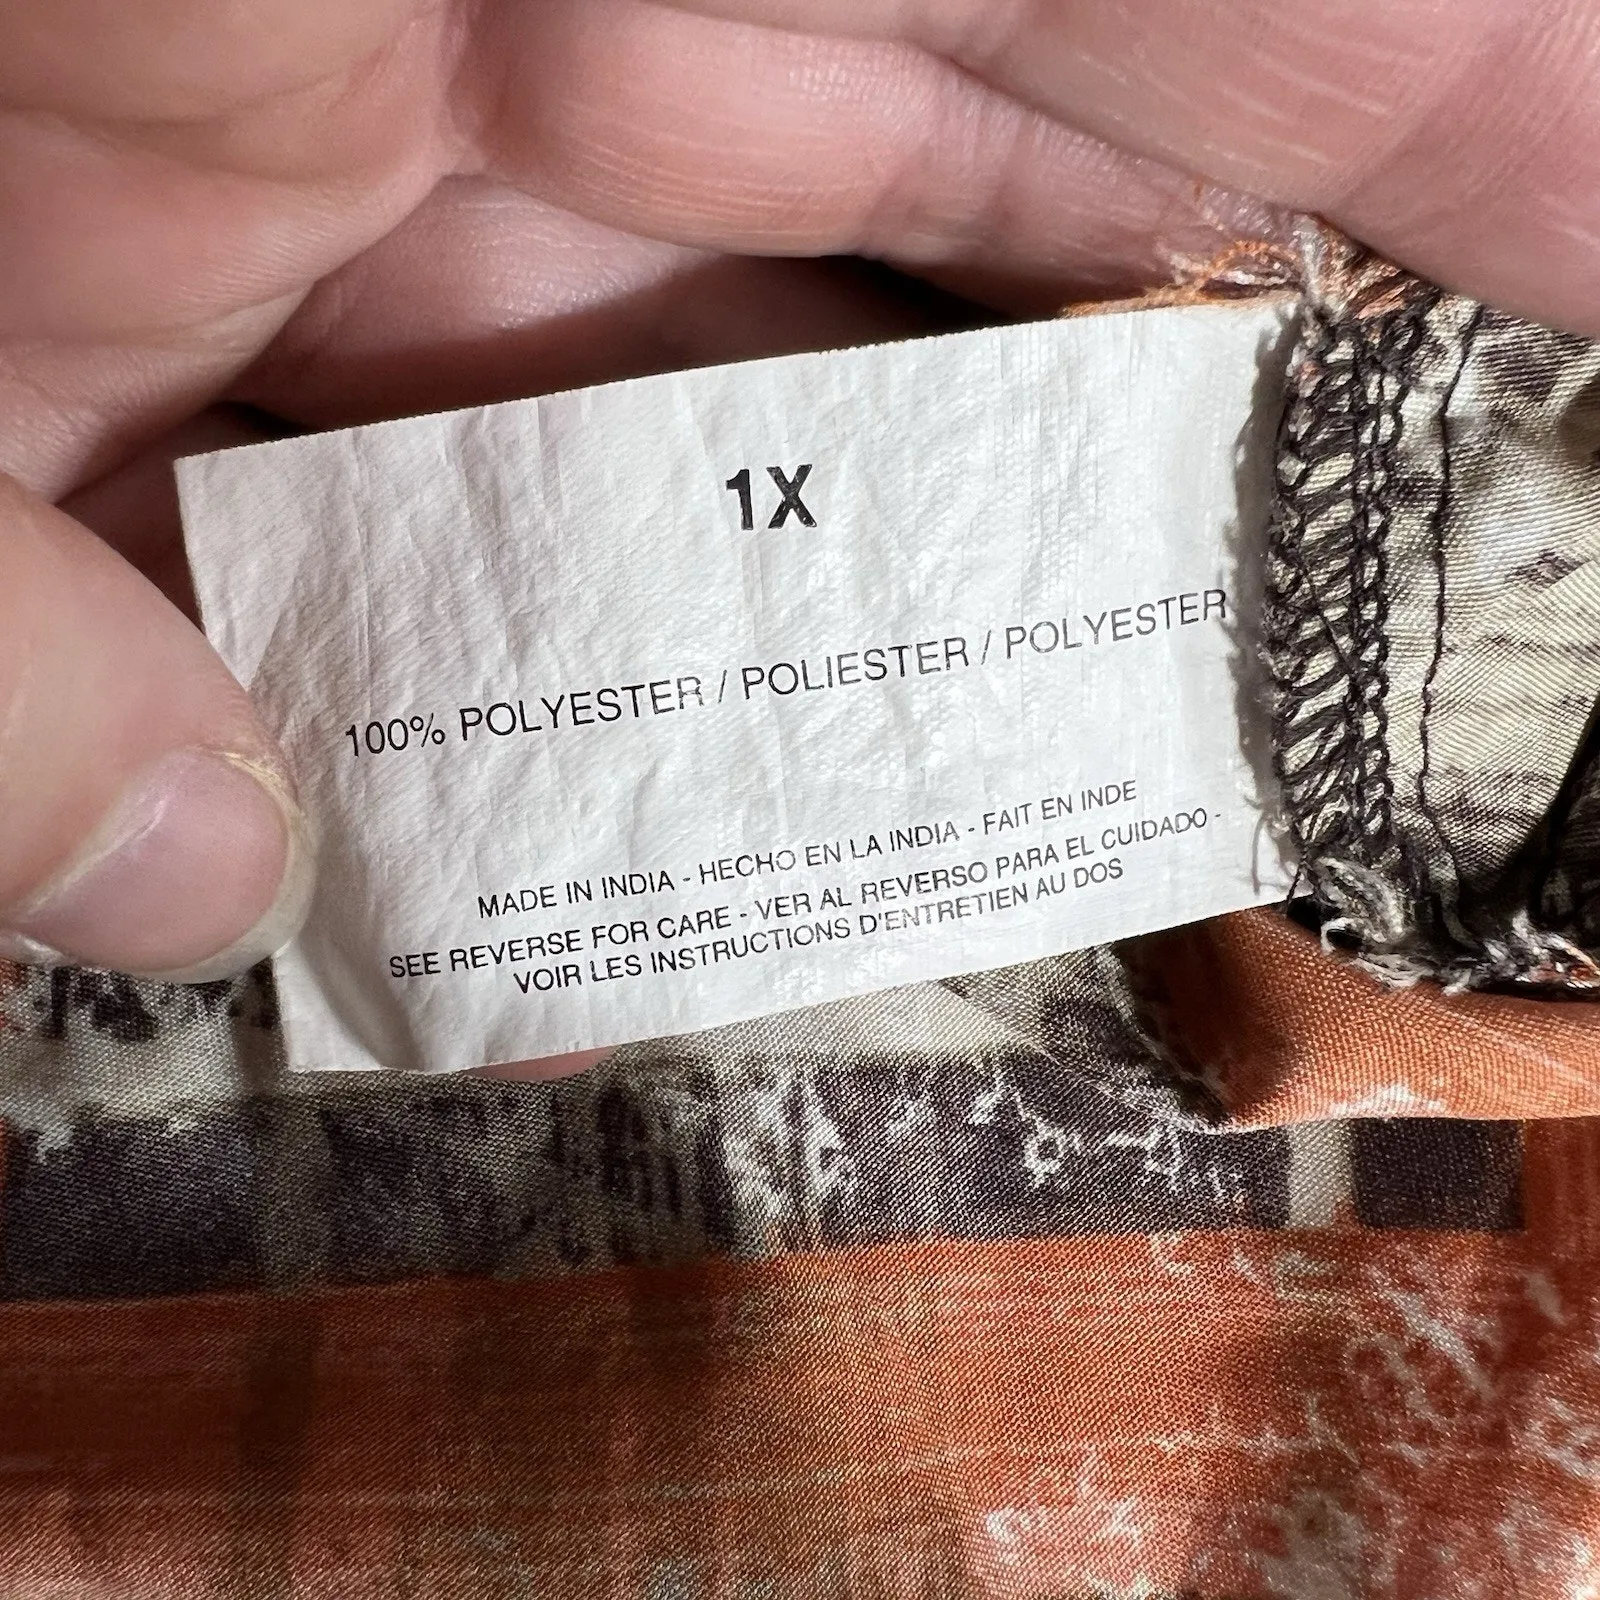 1X
100% POLYESTER / POLIESTER / POLYESTER
MADE IN INDIA - HECHO EN LA INDIA - FAIT EN INDE
SEE REVERSE FOR CARE - VER AL REVERSO PARA EL CUIDADO -
VOIR LES INSTRUCTIONS D'ENTRETIEN AU DOS